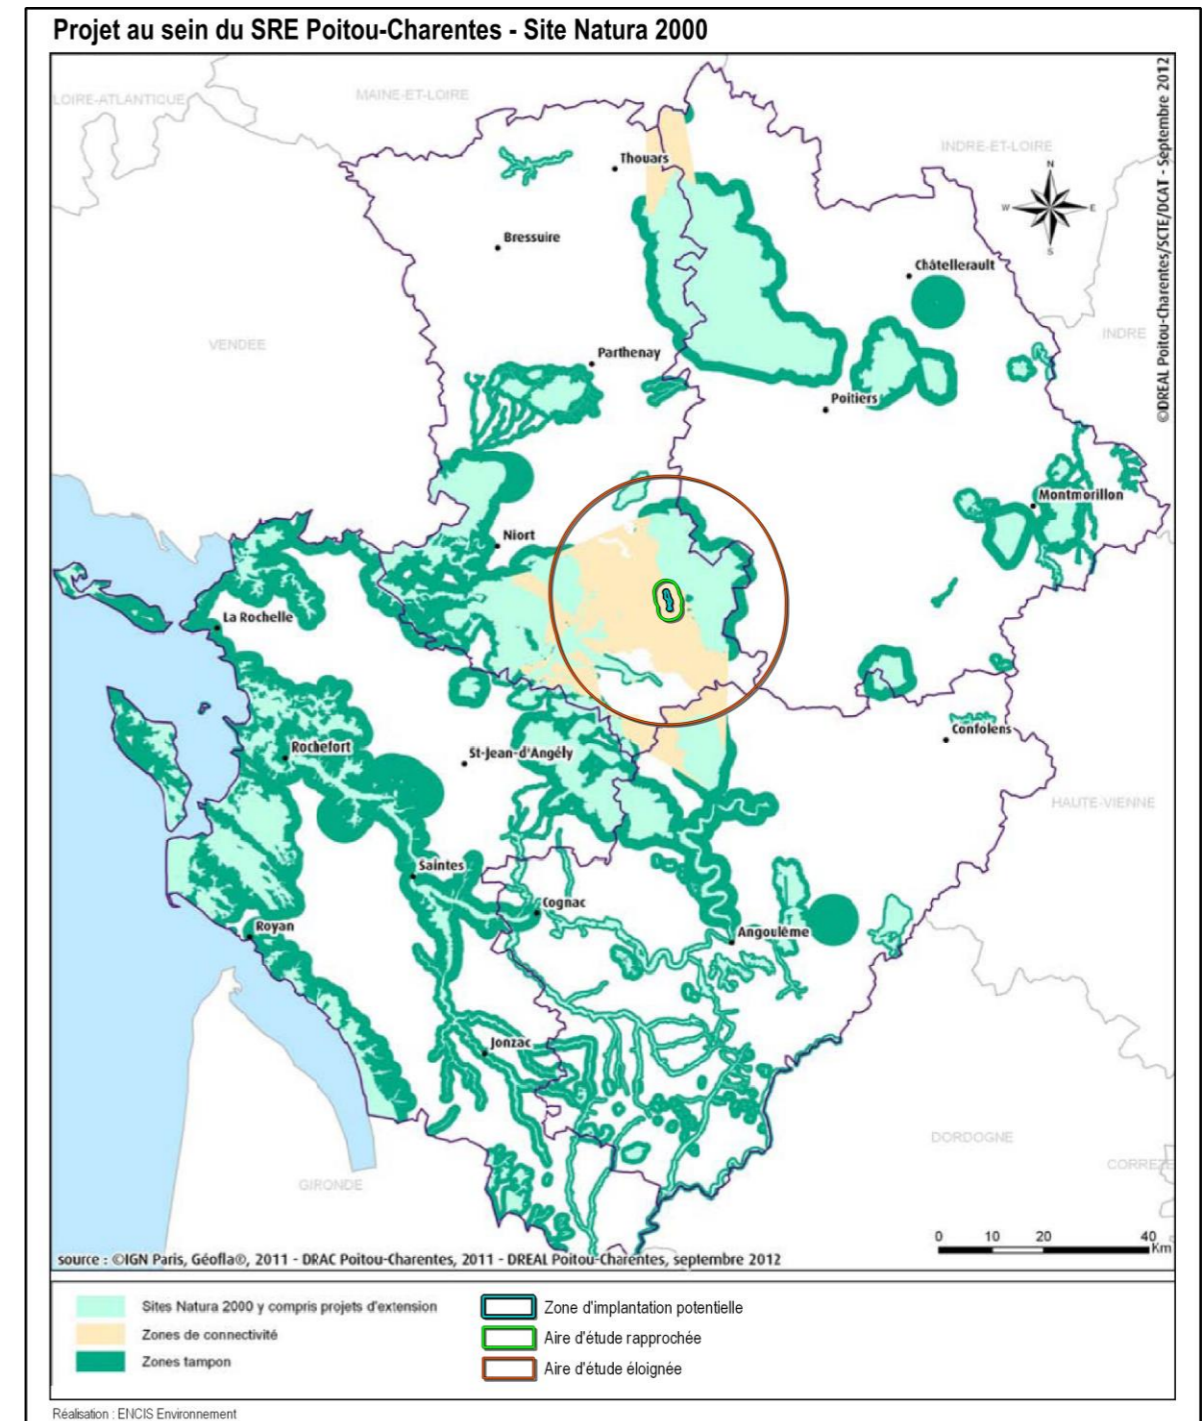 Projet au sein du SRE Poitou-Charentes - Site Natura 2000
LOIRE-ATLANTIQUE
MAINE-ET-LOIRE
INDRE-ET-LOIRE
©DREAL Poitou-Charentes/SCTE/DCAT - Septembre 2012
Thouars
N
W
E
S
Bressuire
Châtellerault
VENDEE
INDRE
Parthenay
Poitiers
Montmorillon
Niort
La Rochelle
Confolens
Rochefort
St-Jean-d'Angély
HAUTE-VIENNE
Saintes
Cognac
Royan
Angoulême
Jonzac
DORDOGNE
CORREZE
GIRONDE
0 10 20 40 Km
source : ©IGN Paris, Géofla®, 2011 - DRAC Poitou-Charentes, 2011 - DREAL Poitou-Charentes, septembre 2012
Sites Natura 2000 y compris projets d'extension
Zones de connectivité
Zones tampon
Zone d'implantation potentielle
Aire d'étude rapprochée
Aire d'étude éloignée
Réalisation : ENCIS Environnement